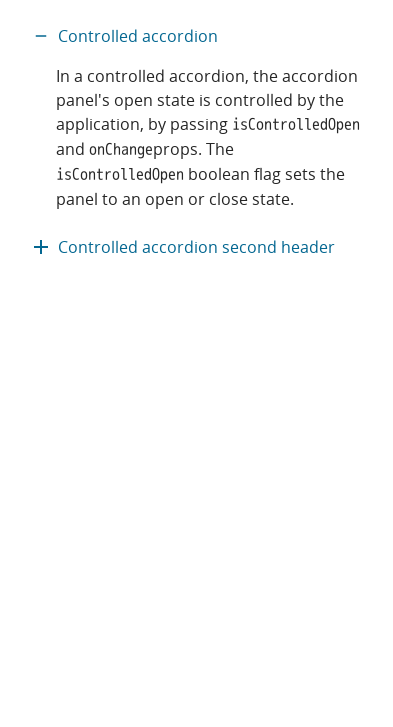 Controlled accordion
In a controlled accordion, the accordion
panel's open state is controlled by the
application, by passing isControlledOpen
and onChangeprops. The
isControlledOpen boolean flag sets the
panel to an open or close state.
Controlled accordion second header